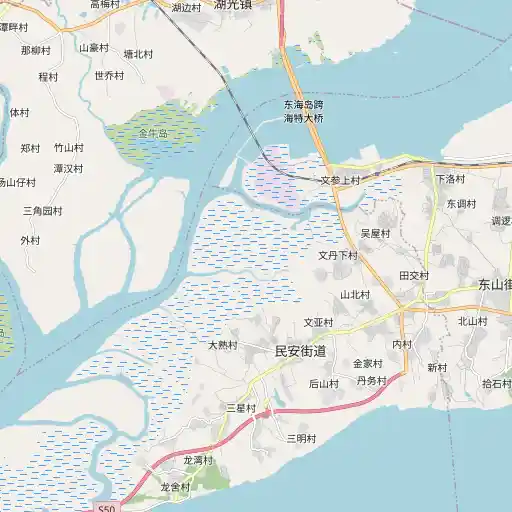 高梅村
湖边村
湖光镇
潭畔村
那柳村
山寮村
塘北村
程村
世乔村
体村
东海岛跨
海特大桥
金牛岛
郑村
竹山村
潭汉村
汤山仔村
文参上村
下洛村
三角园村
东调村
调逻
外村
吴屋村
文丹下村
田交村
东山街
山北村
文亚村
北山村
大熟村
民安街道
内村
金家村
新村
后山村
丹务村
拾石村
三星村
三明村
龙湾村
龙舍村
S50